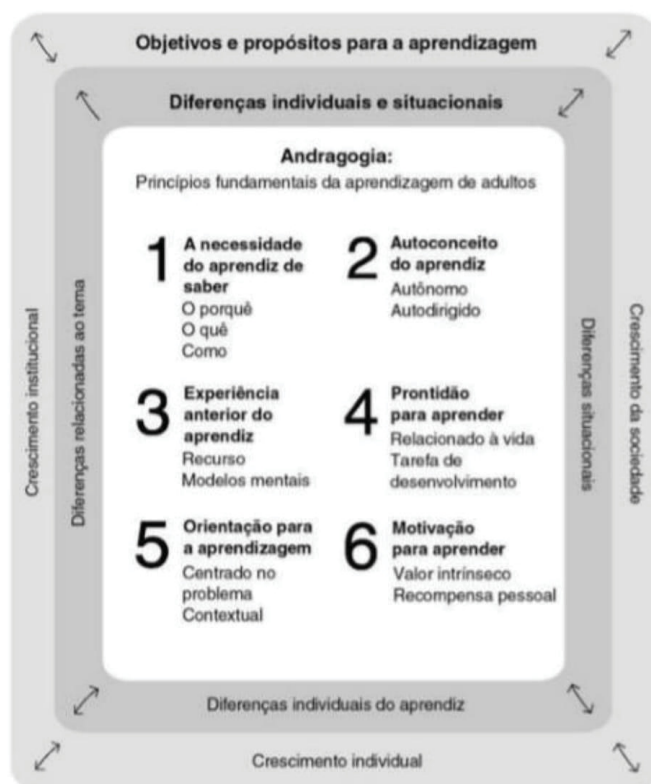 Objetivos e propósitos para a aprendizagem
Diferenças individuais e situacionais
Andragogia:
Princípios fundamentais da aprendizagem de adultos
1 A necessidade
do aprendiz de
saber
O porquê
O quê
Como
2 Autoconceito
do aprendiz
Autônomo
Autodirigido
3 Experiência
anterior do
aprendiz
Recurso
Modelos mentais
4 Prontidão
para aprender
Relacionado à vida
Tarefa de
desenvolvimento
5 Orientação para
a aprendizagem
Centrado no
problema
Contextual
6 Motivação
para aprender
Valor intrínseco
Recompensa pessoal
Crescimento institucional
Diferenças relacionadas ao tema
Diferenças situacionais
Crescimento da sociedade
Diferenças individuais do aprendiz
Crescimento individual